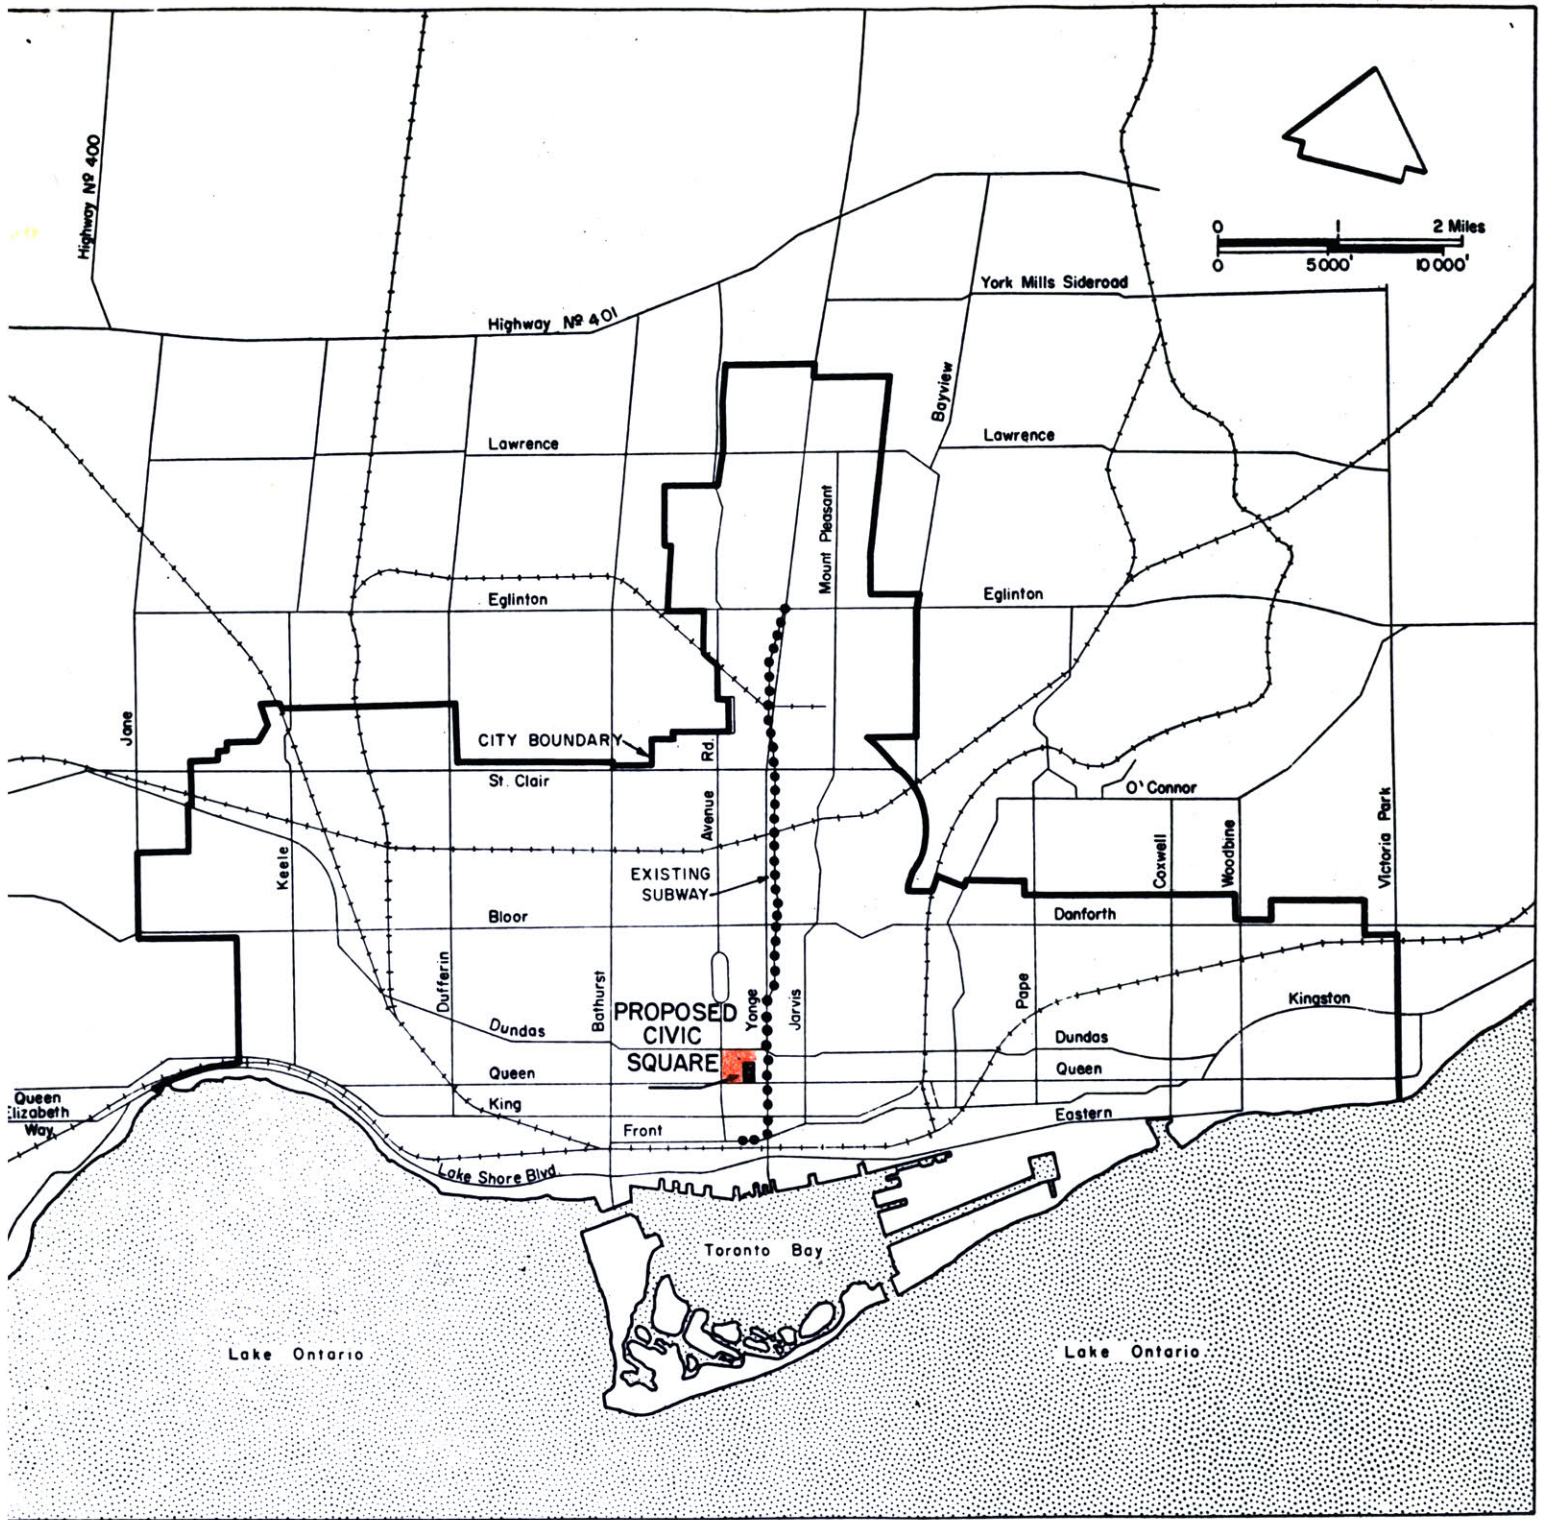 Highway Nº 400
0 1 2 Miles
0 5000' 10000'
York Mills Sideroad
Highway Nº 401
Bayview
Lawrence
Lawrence
Mount Pleasant
Eglinton
Eglinton
Jane
CITY BOUNDARY
Rd.
Avenue
St. Clair
O'Connor
Victoria Park
Keele
Coxwell
Woodbine
EXISTING
SUBWAY
Bloor
Danforth
Dufferin
Bathurst
Yonge
Jarvis
Pape
Kingston
PROPOSED
CIVIC
SQUARE
Dundas
Dundas
Queen
Queen
Queen
Elizabeth
Way
King
Eastern
Front
Lake Shore Blvd.
Toronto Bay
Lake Ontario
Lake Ontario